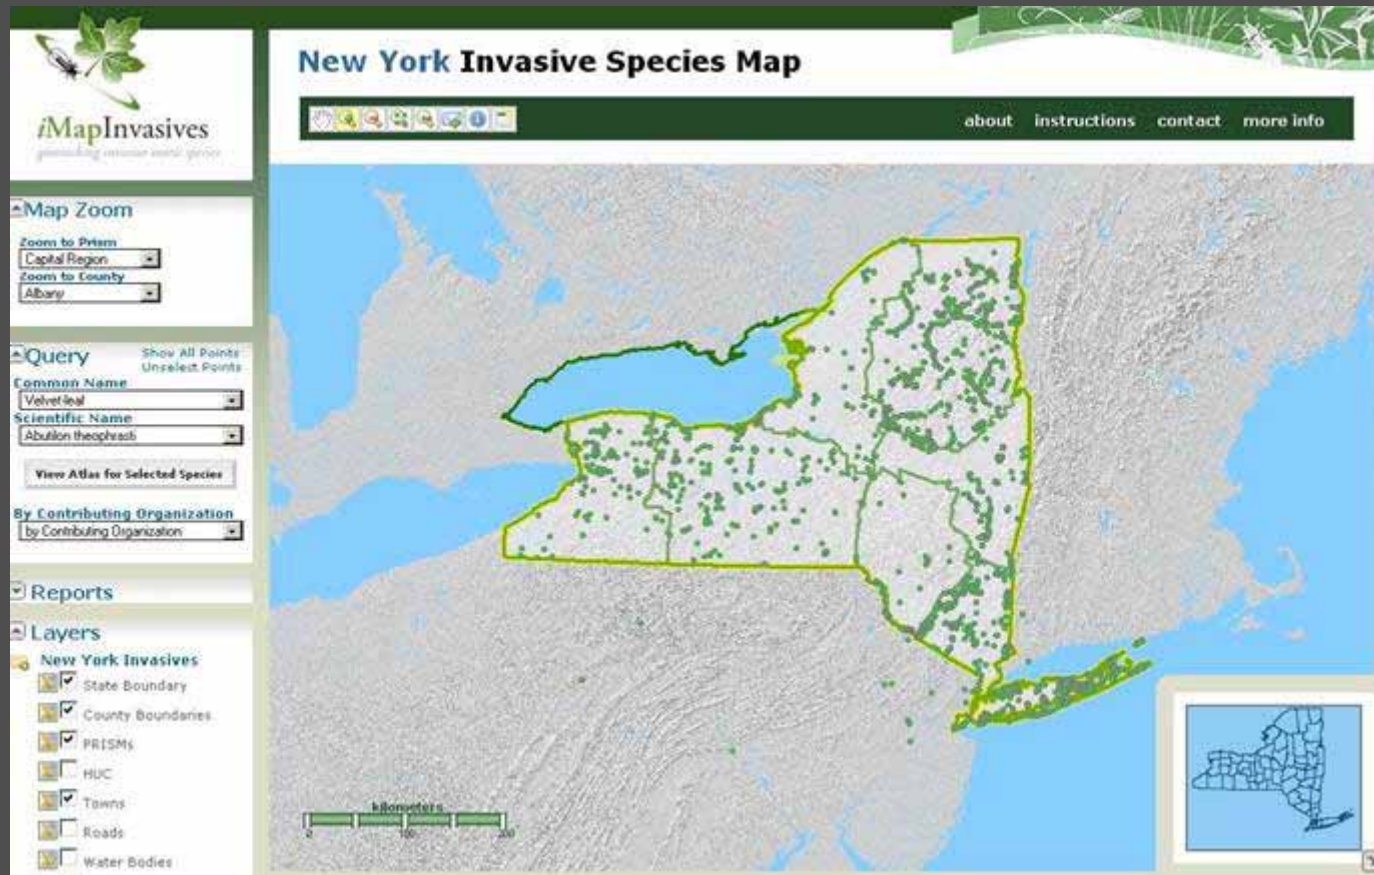 iMapInvasives
New York Invasive Species Map
about instructions contact more info
Map Zoom
Zoom to Prism
Capital Region
Zoom to County
Albany
Query
Show All Points
Unselect Points
Common Name
Velvet-leaf
Scientific Name
Abutilon theophrasti
View Atlas for Selected Species
By Contributing Organization
by Contributing Organization
Reports
Layers
New York Invasives
State Boundary
County Boundaries
PRISMs
HUC
Towns
Roads
Water Bodies
kilometers
0 100 200